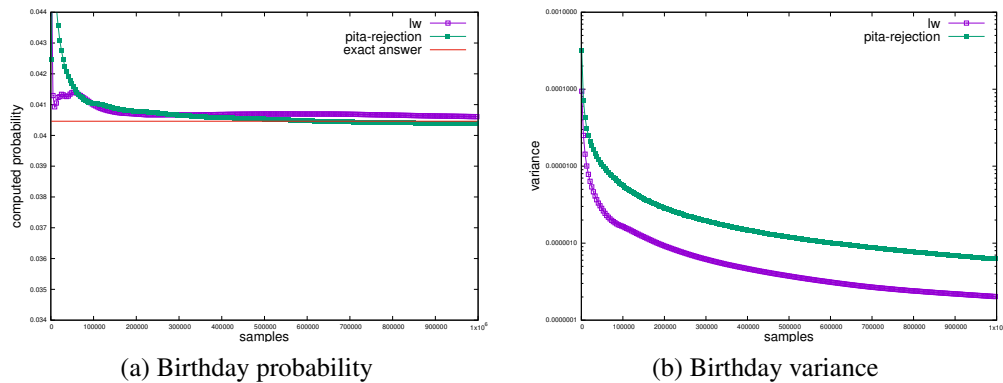 0.044
0.043
0.042
0.041
0.04
0.039
0.038
0.037
0.036
0.035
0.034
computed probability
lw
pita-rejection
exact answer
0 100000 200000 300000 400000 500000 600000 700000 800000 900000 1x10^6
samples
(a) Birthday probability
0.0010000
0.0001000
0.0000100
0.0000010
0.0000001
variance
lw
pita-rejection
0 100000 200000 300000 400000 500000 600000 700000 800000 900000 1x10
samples
(b) Birthday variance